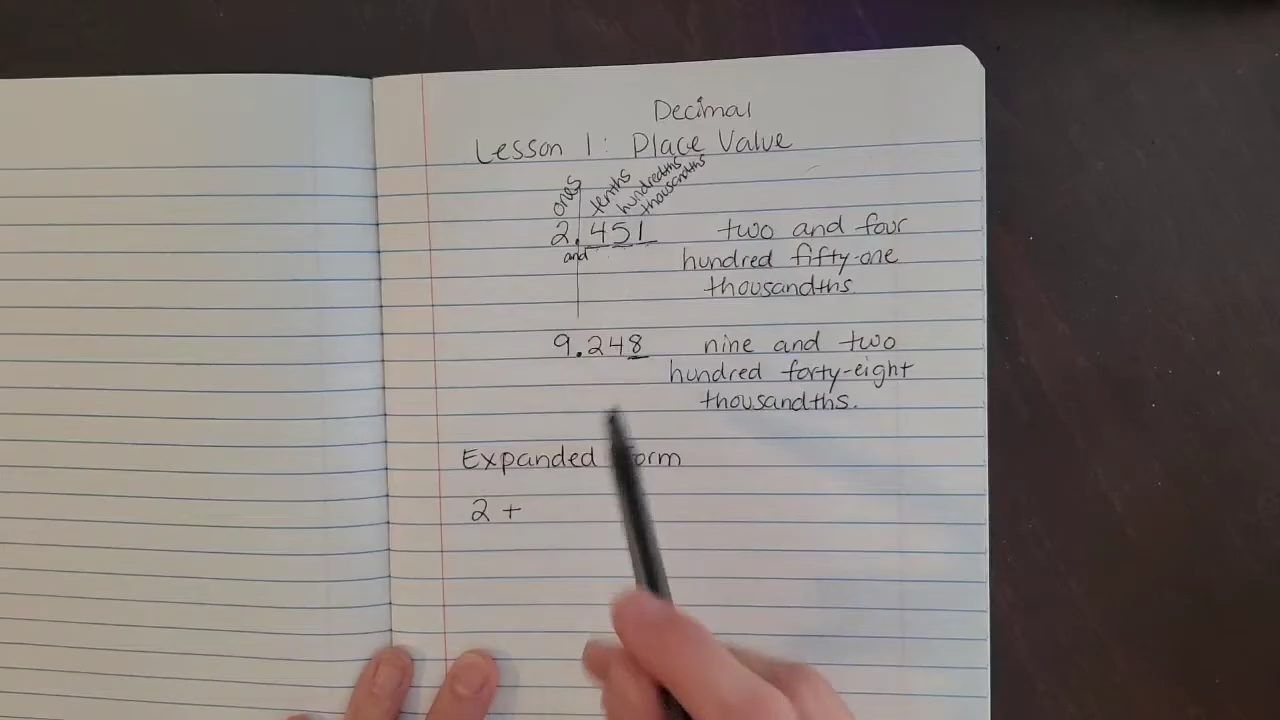 Decimal
Lesson 1: Place Value
ones tenths hundredths thousandths
2.451 two and four
and
hundred fifty-one
thousandths
9.248 nine and two
hundred forty-eight
thousandths.
Expanded Form
2 +